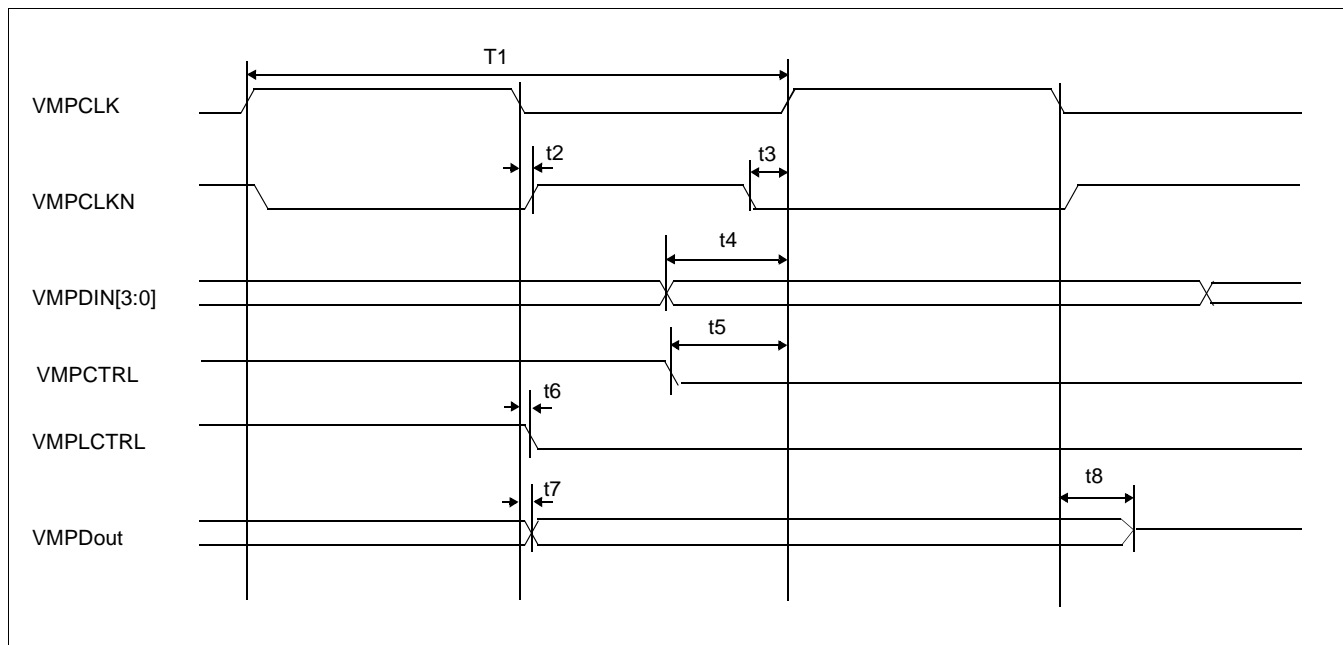 T1
VMPCLK
t2
t3
VMPCLKN
t4
VMPDIN[3:0]
t5
VMPCTRL
t6
VMPLCTRL
t7
t8
VMPDout